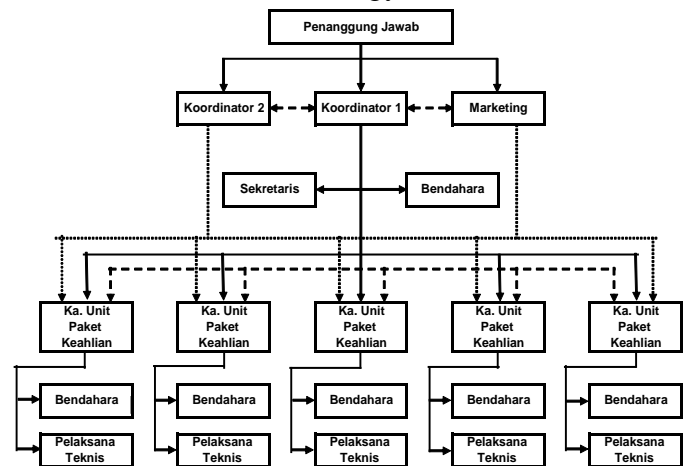 Penanggung Jawab
Koordinator 2
Koordinator 1
Marketing
Sekretaris
Bendahara
Ka. Unit
Paket
Keahlian
Ka. Unit
Paket
Keahlian
Ka. Unit
Paket
Keahlian
Ka. Unit
Paket
Keahlian
Ka. Unit
Paket
Keahlian
Bendahara
Bendahara
Bendahara
Bendahara
Bendahara
Pelaksana
Teknis
Pelaksana
Teknis
Pelaksana
Teknis
Pelaksana
Teknis
Pelaksana
Teknis